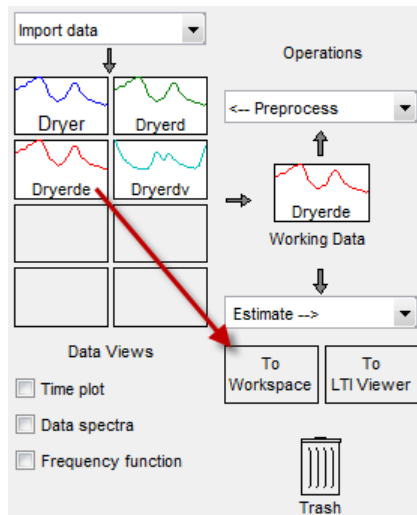 Import data
Operations
Dryer
Dryerd
<-- Preprocess
Dryerde
Dryerdv
Dryerde
Working Data
Estimate -->
Data Views
To
Workspace
To
LTI Viewer
Time plot
Data spectra
Frequency function
Trash